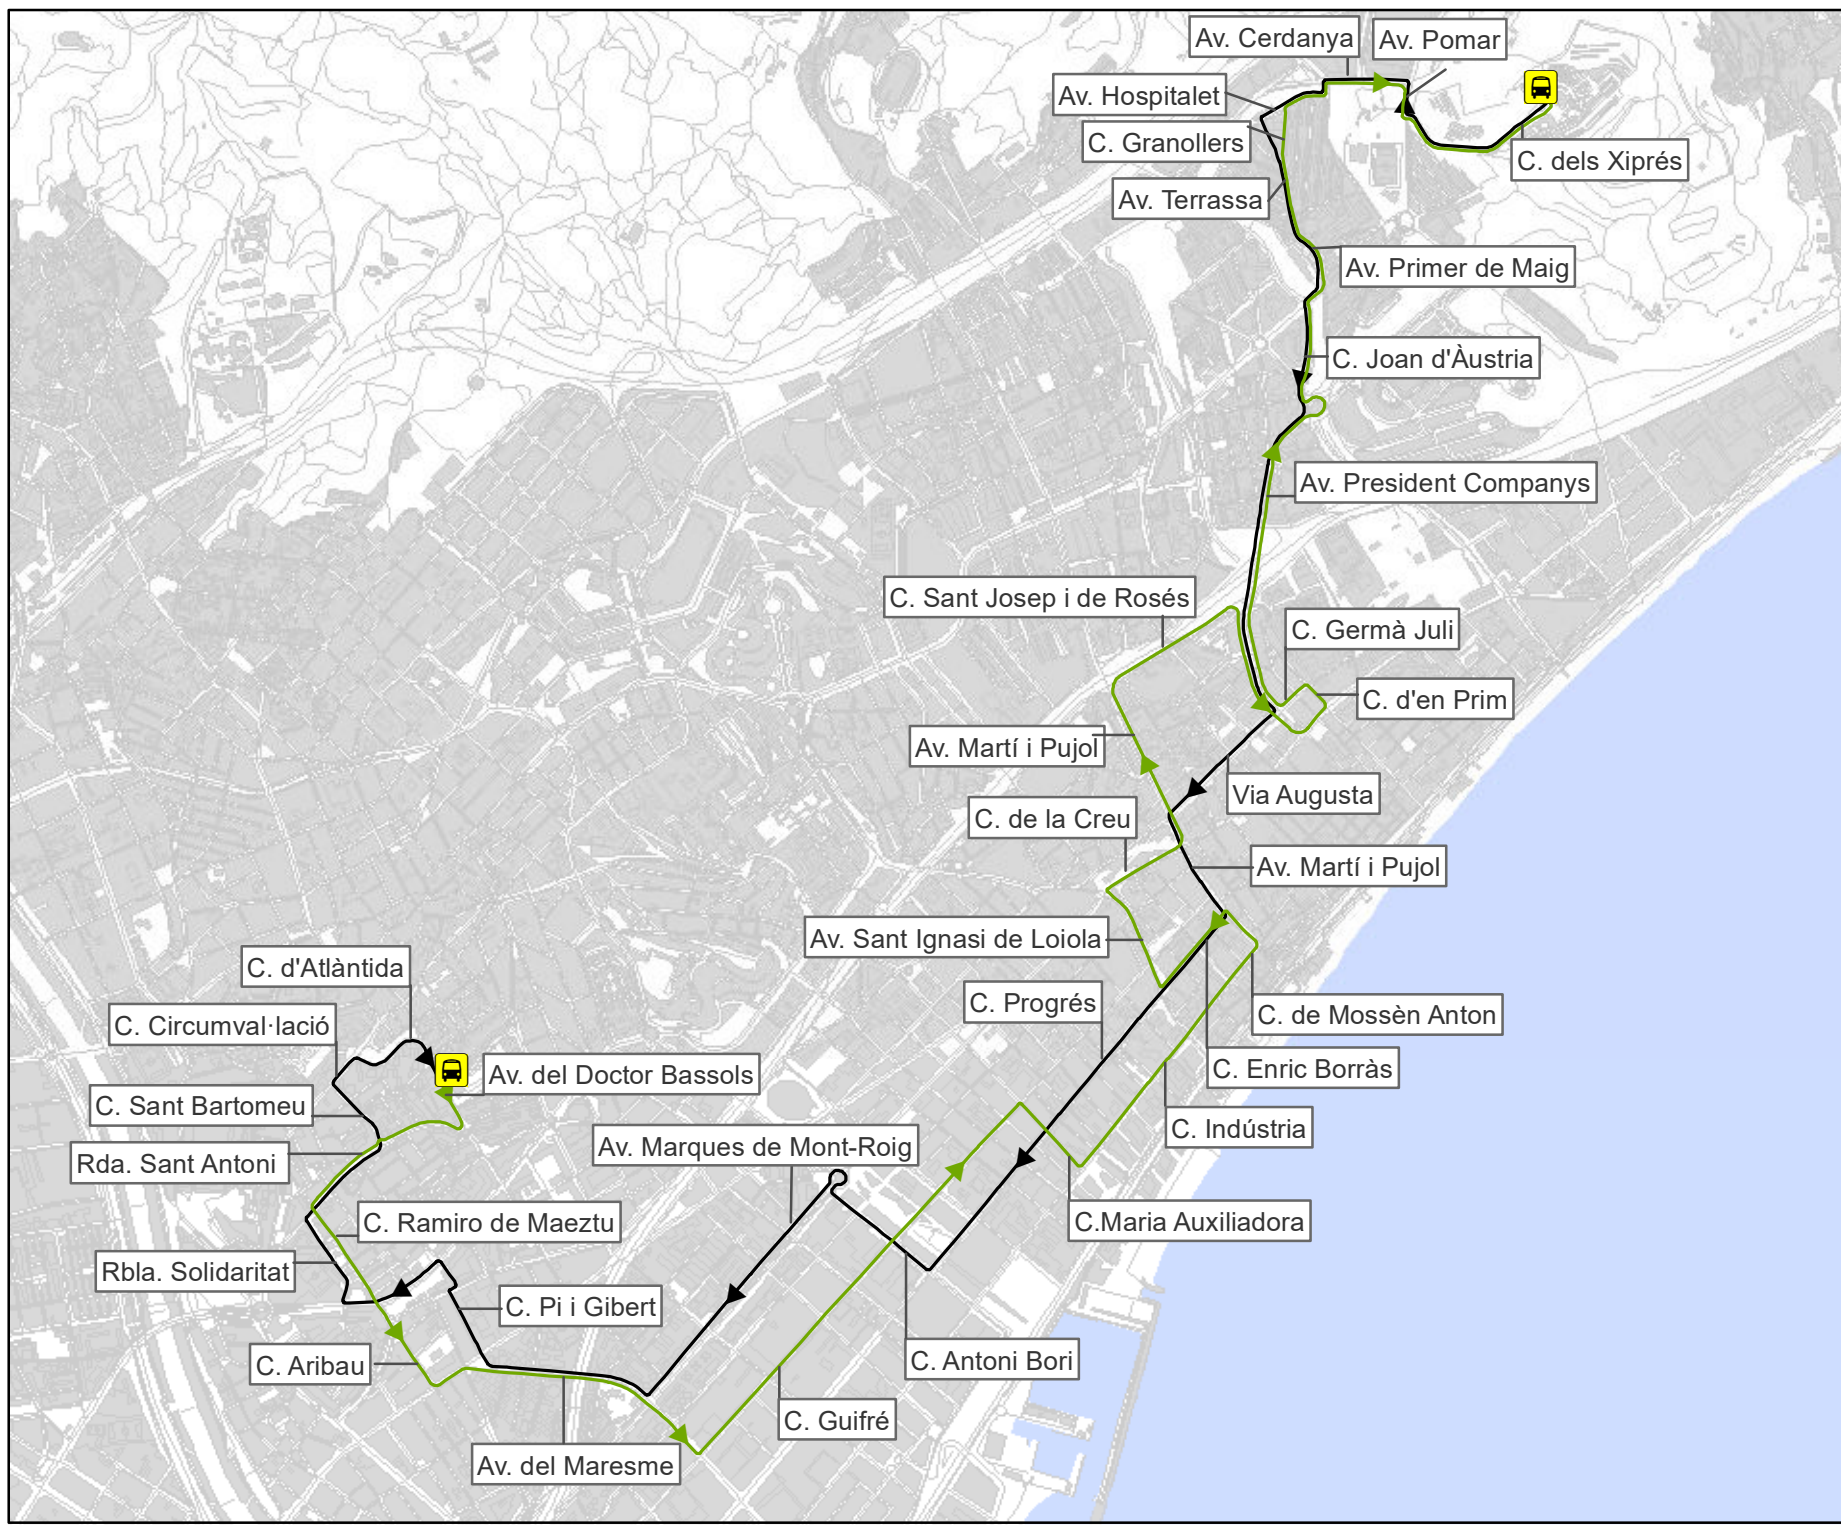 Av. Cerdanya
Av. Pomar
Av. Hospitalet
C. Granollers
C. dels Xiprés
Av. Terrassa
Av. Primer de Maig
C. Joan d'Àustria
Av. President Companys
C. Sant Josep i de Rosés
C. Germà Juli
C. d'en Prim
Av. Martí i Pujol
Via Augusta
C. de la Creu
Av. Martí i Pujol
Av. Sant Ignasi de Loiola
C. d'Atlàntida
C. Progrés
C. de Mossèn Anton
C. Circumval·lació
C. Enric Borràs
Av. del Doctor Bassols
C. Sant Bartomeu
C. Indústria
Av. Marques de Mont-Roig
Rda. Sant Antoni
C. Ramiro de Maeztu
C.Maria Auxiliadora
Rbla. Solidaritat
C. Pi i Gibert
C. Aribau
C. Antoni Bori
C. Guifré
Av. del Maresme